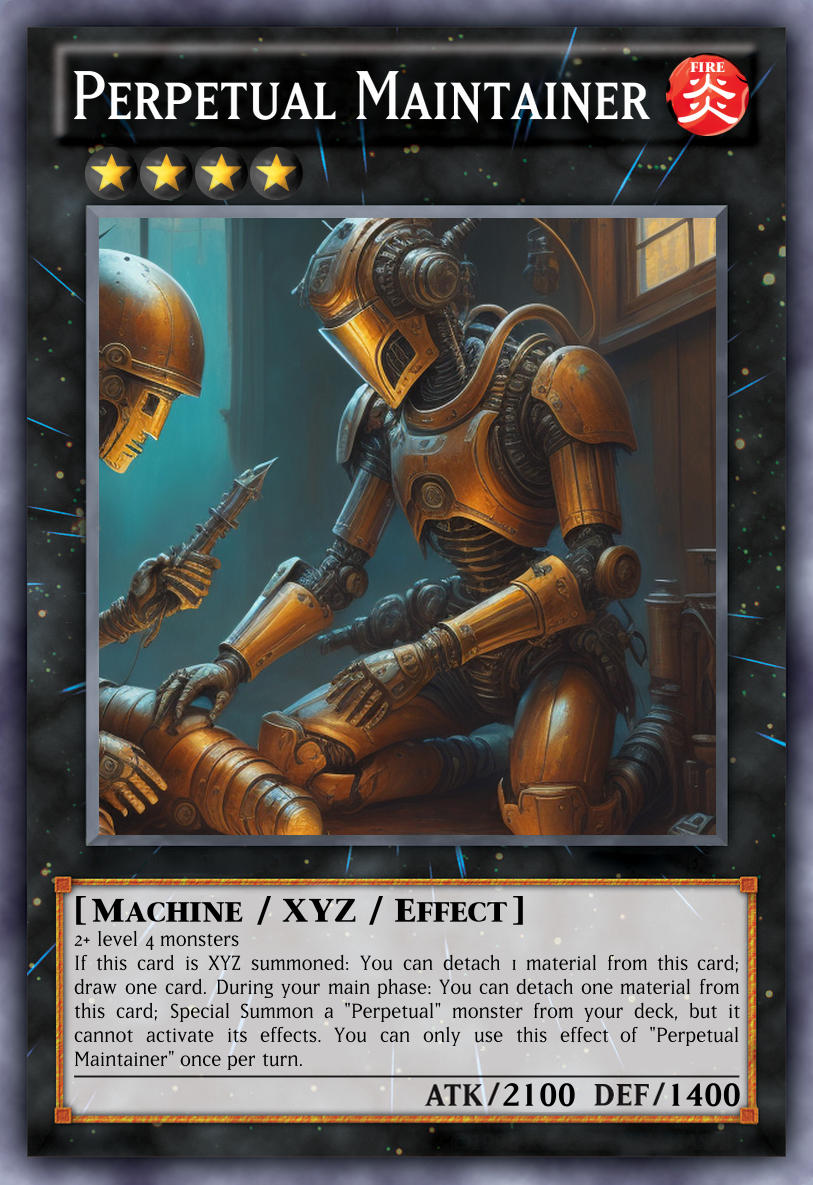 Perpetual Maintainer
FIRE
炎
[ Machine / XYZ / Effect ]
2+ level 4 monsters
If this card is XYZ summoned: You can detach 1 material from this card;
draw one card. During your main phase: You can detach one material from
this card; Special Summon a "Perpetual" monster from your deck, but it
cannot activate its effects. You can only use this effect of "Perpetual
Maintainer" once per turn.
ATK/2100 DEF/1400